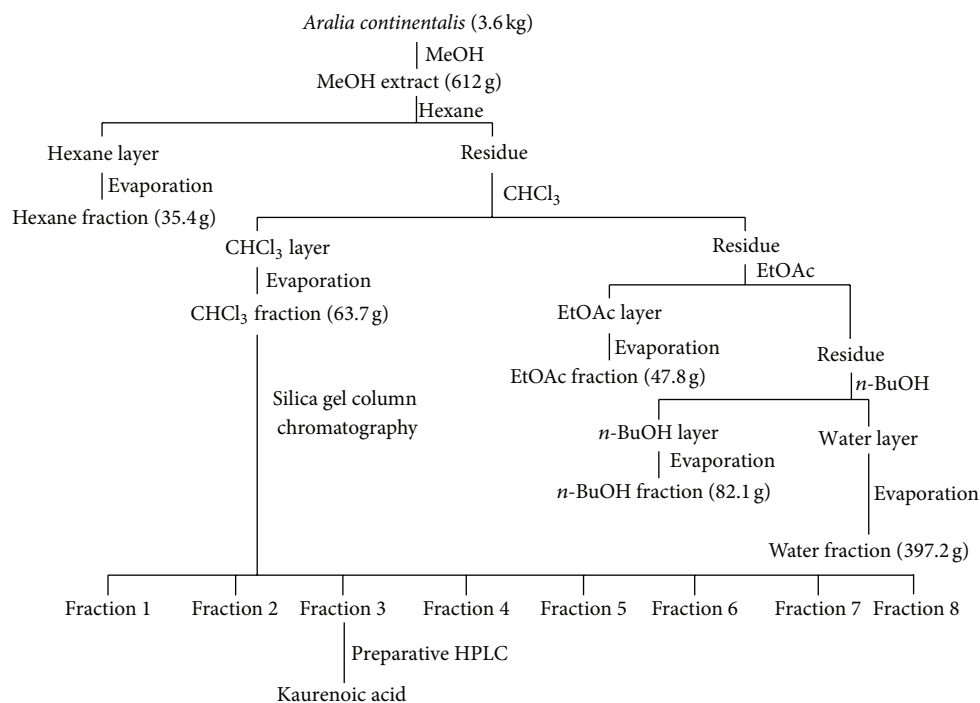 Aralia continentalis (3.6 kg)
MeOH
MeOH extract (612 g)
Hexane
Hexane layer
Residue
Evaporation
CHCl₃
Hexane fraction (35.4 g)
CHCl₃ layer
Residue
Evaporation
EtOAc
CHCl₃ fraction (63.7 g)
EtOAc layer
Evaporation
Residue
EtOAc fraction (47.8 g)
n-BuOH
Silica gel column
chromatography
n-BuOH layer
Water layer
Evaporation
n-BuOH fraction (82.1 g)
Evaporation
Water fraction (397.2 g)
Fraction 1
Fraction 2
Fraction 3
Fraction 4
Fraction 5
Fraction 6
Fraction 7
Fraction 8
Preparative HPLC
Kaurenoic acid